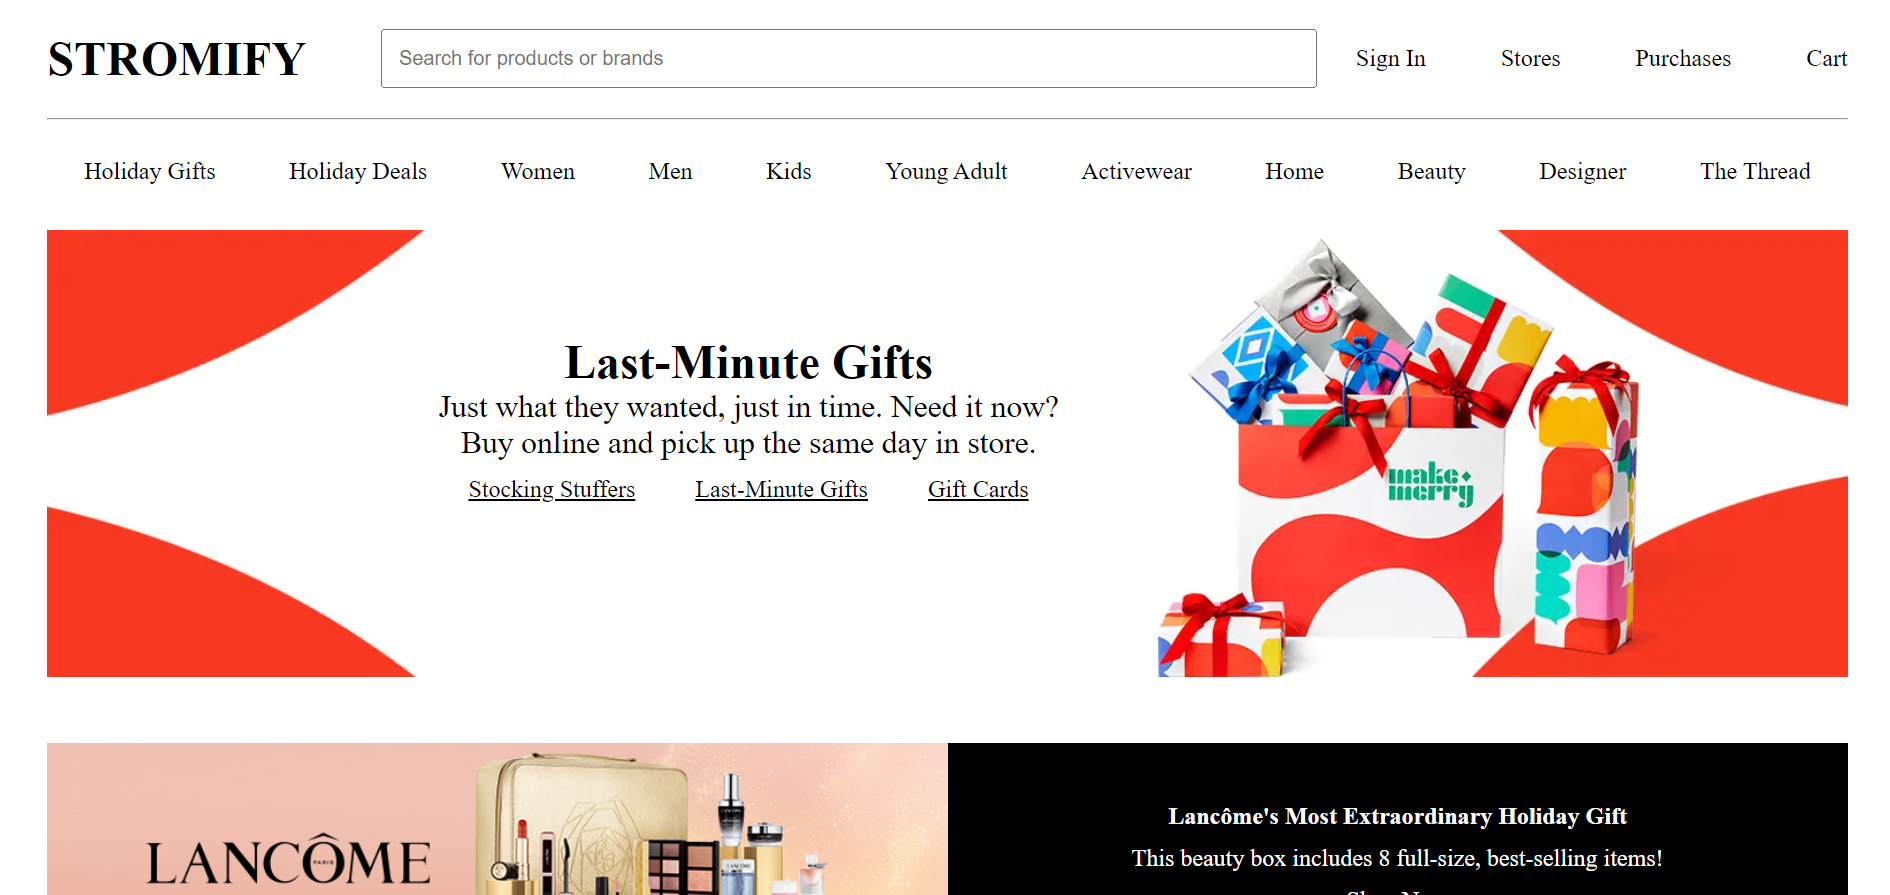 STROMIFY
Search for products or brands
Sign In
Stores
Purchases
Cart
Holiday Gifts
Holiday Deals
Women
Men
Kids
Young Adult
Activewear
Home
Beauty
Designer
The Thread
Last-Minute Gifts
Just what they wanted, just in time. Need it now?
Buy online and pick up the same day in store.
Stocking Stuffers
Last-Minute Gifts
Gift Cards
make
merry
LANCÔME
PARIS
Lancôme's Most Extraordinary Holiday Gift
This beauty box includes 8 full-size, best-selling items!